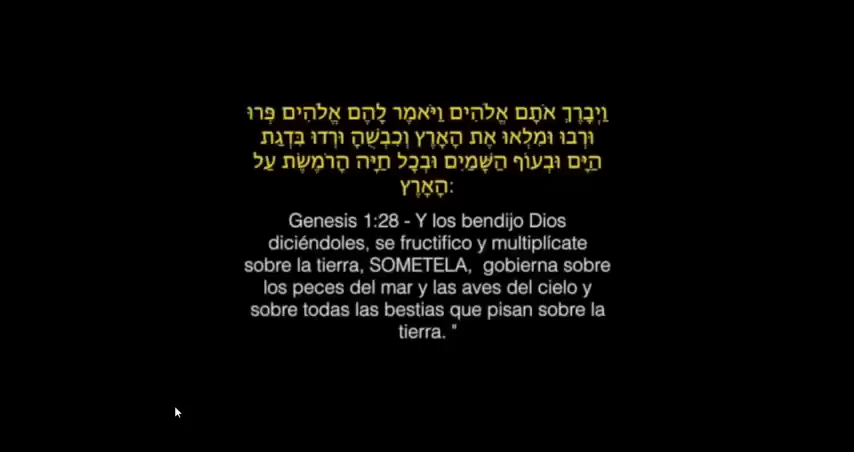 וַיְבָרֶךְ אֹתָם אֱלֹהִים וַיֹּאמֶר לָהֶם אֱלֹהִים פְּרוּ
וּרְבוּ וּמִלְאוּ אֶת הָאָרֶץ וְכִבְשֻׁהָ וּרְדוּ בִּדְגַת
הַיָּם וּבְעוֹף הַשָּׁמַיִם וּבְכָל חַיָּה הָרֹמֶשֶׂת עַל
הָאָרֶץ:
Genesis 1:28 - Y los bendijo Dios
diciéndoles, se fructifico y multiplícate
sobre la tierra, SOMETELA,  gobierna sobre
los peces del mar y las aves del cielo y
sobre todas las bestias que pisan sobre la
tierra. "